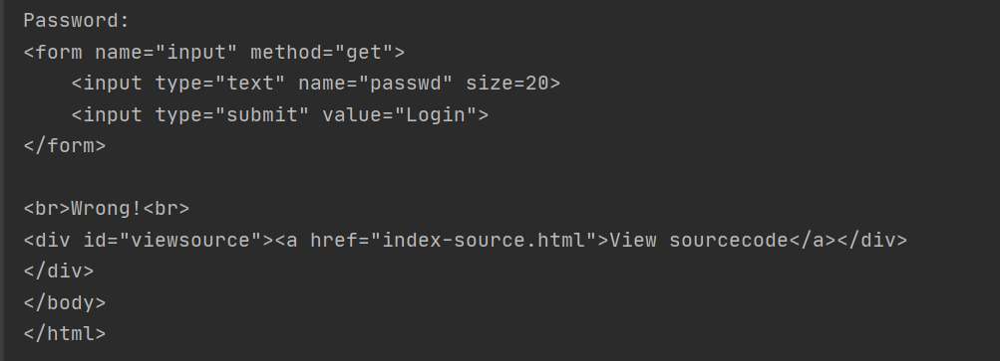 Password:
<form name="input" method="get">
    <input type="text" name="passwd" size=20>
    <input type="submit" value="Login">
</form>

<br>Wrong!<br>
<div id="viewsource"><a href="index-source.html">View sourcecode</a></div>
</div>
</body>
</html>